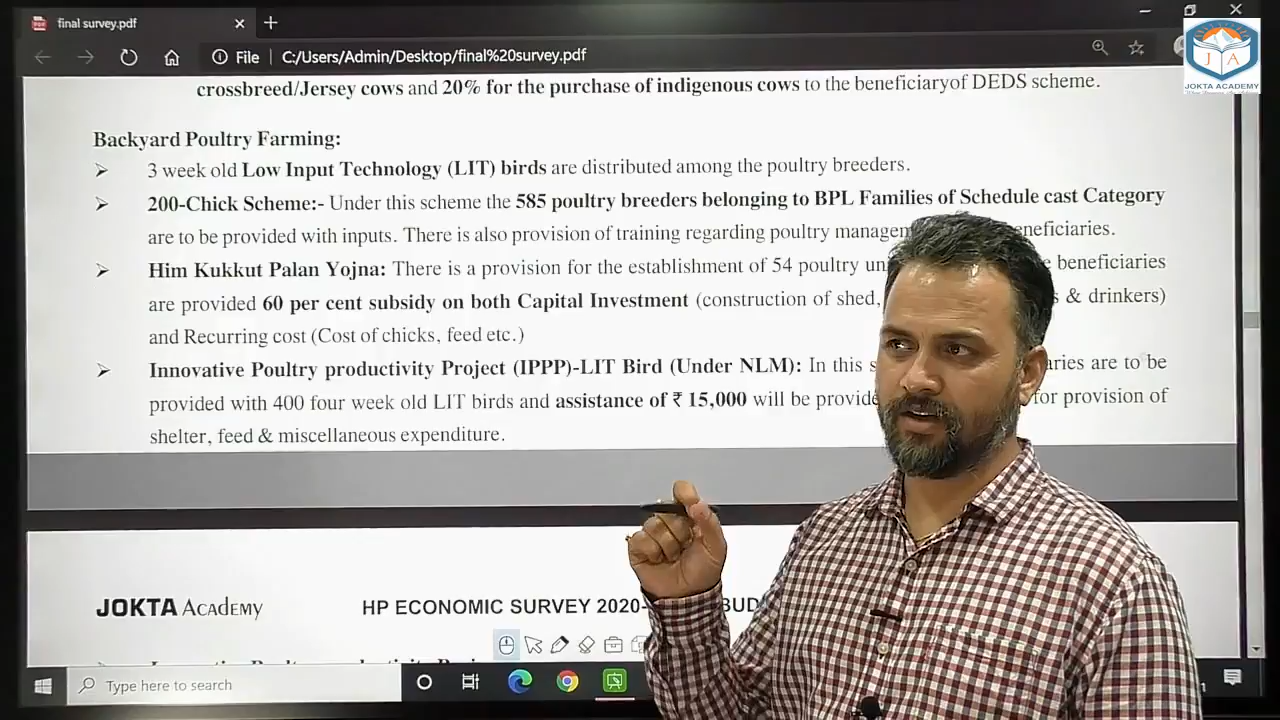 final survey.pdf
File
C:/Users/Admin/Desktop/final%20survey.pdf
JA
JOKTA ACADEMY
crossbreed/Jersey cows and 20% for the purchase of indigenous cows to the beneficiaryof DEDS scheme.
Backyard Poultry Farming:
➢ 3 week old Low Input Technology (LIT) birds are distributed among the poultry breeders.
➢ 200-Chick Scheme:- Under this scheme the 585 poultry breeders belonging to BPL Families of Schedule cast Category
are to be provided with inputs. There is also provision of training regarding poultry
➢ Him Kukkut Palan Yojna: There is a provision for the establishment of 54 poultry beneficiaries
are provided 60 per cent subsidy on both Capital Investment (construction of shed, & drinkers)
and Recurring cost (Cost of chicks, feed etc.)
➢ Innovative Poultry productivity Project (IPPP)-LIT Bird (Under NLM): In this are to be
provided with 400 four week old LIT birds and assistance of ₹ 15,000 will be for provision of
shelter, feed & miscellaneous expenditure.
JOKTA ACADEMY
HP ECONOMIC SURVEY
Type here to search